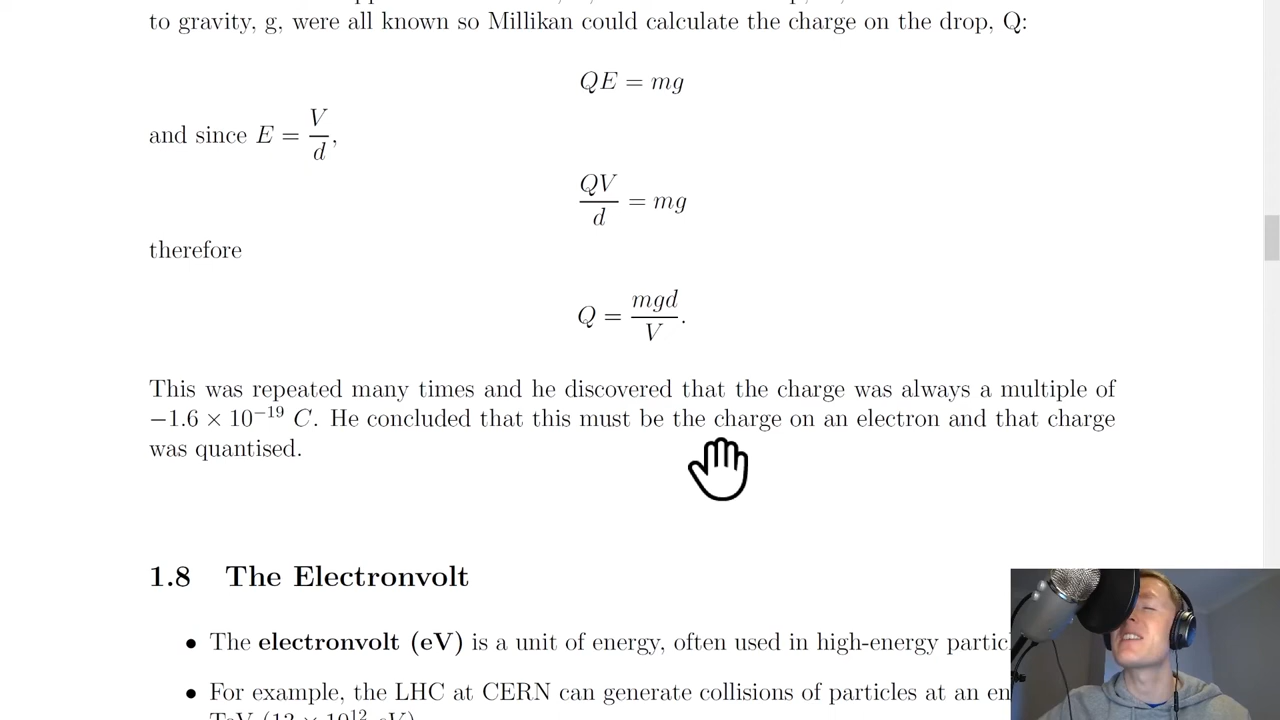 to gravity, g, were all known so Millikan could calculate the charge on the drop, Q:
QE = mg
and since E = V/d,
QV/d = mg
therefore
Q = mgd/V.
This was repeated many times and he discovered that the charge was always a multiple of
−1.6 × 10⁻¹⁹ C. He concluded that this must be the charge on an electron and that charge
was quantised.
1.8 The Electronvolt
• The electronvolt (eV) is a unit of energy, often used in high-energy
• For example, the LHC at CERN can generate collisions of particles at an